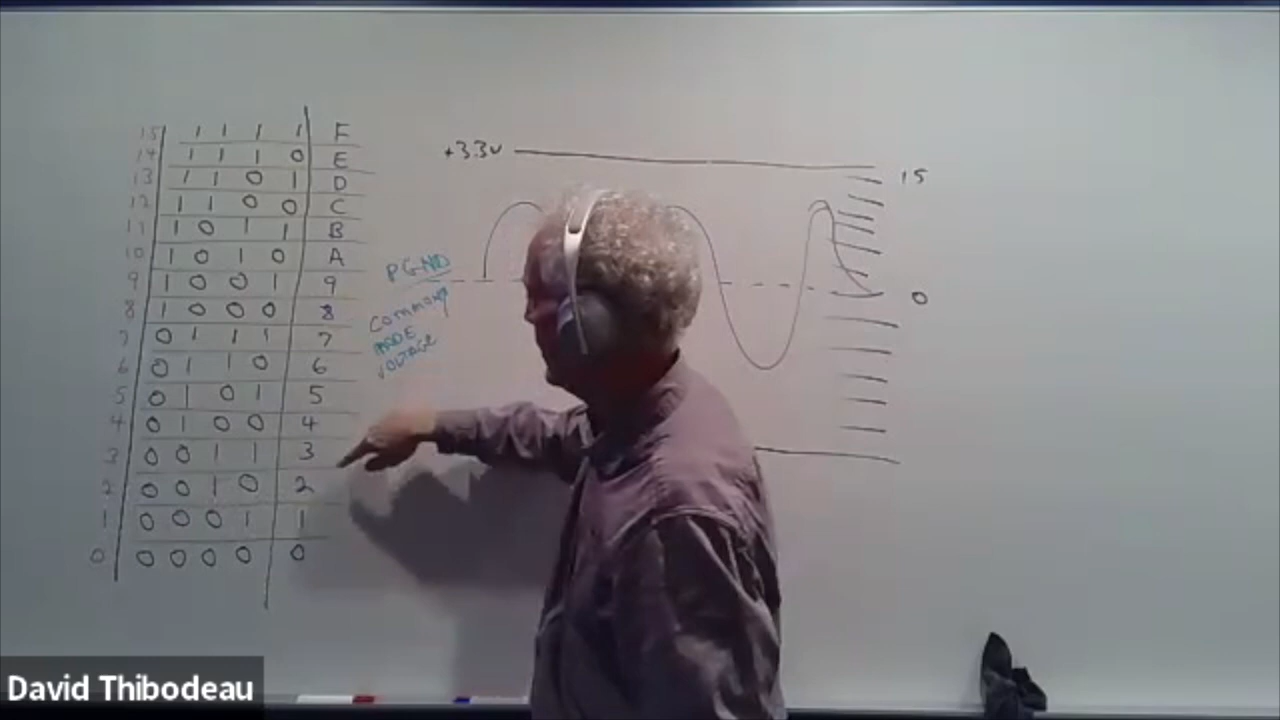 15 1 1 1 1 F
14 1 1 1 0 E
13 1 1 0 1 D
12 1 1 0 0 C
11 1 0 1 1 B
10 1 0 1 0 A
9 1 0 0 1 9
8 1 0 0 0 8
7 0 1 1 1 7
6 0 1 1 0 6
5 0 1 0 1 5
4 0 1 0 0 4
3 0 0 1 1 3
2 0 0 1 0 2
1 0 0 0 1 1
0 0 0 0 0 0
+3.3V
15
PGND
0
COMMON
MODE
VOLTAGE
David Thibodeau